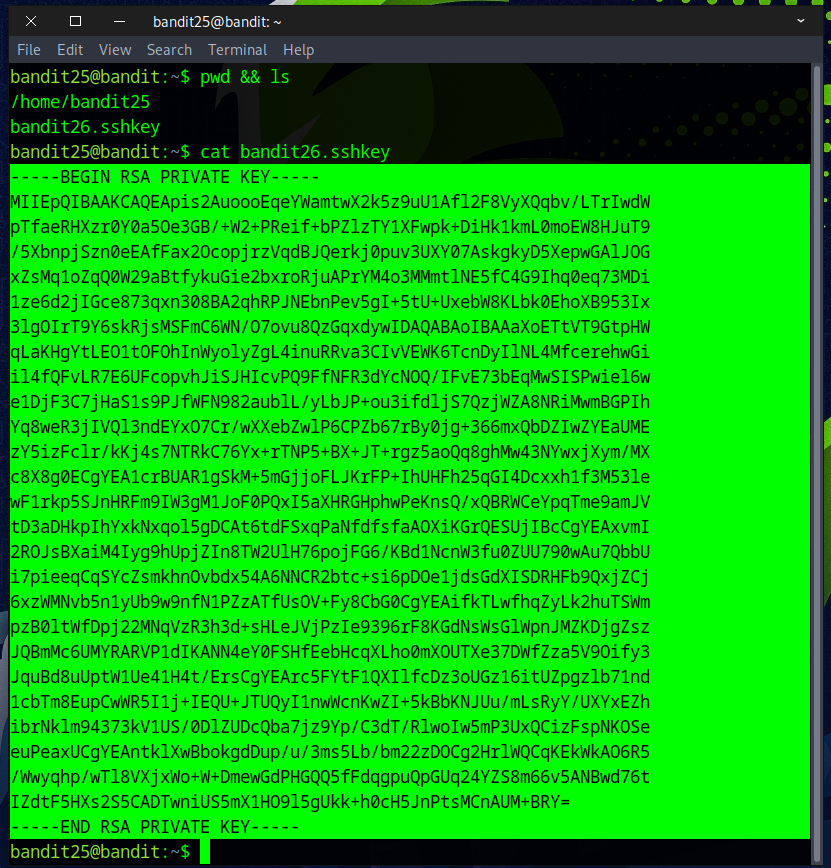 bandit25@bandit: ~
File Edit View Search Terminal Help
bandit25@bandit:~$ pwd && ls
/home/bandit25
bandit26.sshkey
bandit25@bandit:~$ cat bandit26.sshkey
-----BEGIN RSA PRIVATE KEY-----
MIIEpQIBAAKCAQEApis2AuoooEqeYWamtwX2k5z9uU1Afl2F8VyXQqbv/LTrIwdW
pTfaeRHXzr0Y0a5Oe3GB/+W2+PReif+bPZlzTY1XFwpk+DiHk1kmL0moEW8HJuT9
/5XbnpjSzn0eEAfFax2OcopjrzVqdBJQerkj0puv3UXY07AskgkyD5XepwGAlJOG
xZsMq1oZqQ0W29aBtfykuGie2bxroRjuAPrYM4o3MMmtlNE5fC4G9Ihq0eq73MDi
1ze6d2jIGce873qxn308BA2qhRPJNEbnPev5gI+5tU+UxebW8KLbk0EhoXB953Ix
3lgOIrT9Y6skRjsMSFmC6WN/O7ovu8QzGqxdywIDAQABAoIBAAaXoETtVT9GtpHW
qLaKHgYtLEO1tOFOhInWyolyZgL4inuRRva3CIvVEWK6TcnDyIlNL4MfcerehwGi
il4fQFvLR7E6UFcopvhJiSJHIcvPQ9FfNFR3dYcNOQ/IFvE73bEqMwSISPwiel6w
e1DjF3C7jHaS1s9PJfWFN982aublL/yLbJP+ou3ifdljS7QzjWZA8NRiMwmBGPIh
Yq8weR3jIVQl3ndEYxO7Cr/wXXebZwlP6CPZb67rBy0jg+366mxQbDZIwZYEaUME
zY5izFclr/kKj4s7NTRkC76Yx+rTNP5+BX+JT+rgz5aoQq8ghMw43NYwxjXym/MX
c8X8g0ECgYEA1crBUAR1gSkM+5mGjjoFLJKrFP+IhUHFh25qGI4Dcxxh1f3M53le
wF1rkp5SJnHRFm9IW3gM1JoF0PQxI5aXHRGHphwPeKnsQ/xQBRWCeYpqTme9amJV
tD3aDHkpIhYxkNxqol5gDCAt6tdFSxqPaNfdfsfaAOXiKGrQESUjIBcCgYEAxvmI
2ROJsBXaiM4Iyg9hUpjZIn8TW2UlH76pojFG6/KBd1NcnW3fu0ZUU790wAu7QbbU
i7pieeqCqSYcZsmkhnOvbdx54A6NNCR2btc+si6pDOe1jdsGdXISDRHFb9QxjZCj
6xzWMNvb5n1yUb9w9nfN1PZzATfUsOV+Fy8CbG0CgYEAifkTLwfhqZyLk2huTSWm
pzB0ltWfDpj22MNqVzR3h3d+sHLeJVjPzIe9396rF8KGdNsWsGlWpnJMZKDjgZsz
JQBmMc6UMYRARVP1dIKANN4eY0FSHfEebHcqXLho0mXOUTXe37DWfZza5V9Oify3
JquBd8uUptW1Ue41H4t/ErsCgYEArc5FYtF1QXIlfcDz3oUGz16itUZpgzlb71nd
1cbTm8EupCwWR5I1j+IEQU+JTUQyI1nwWcnKwZI+5kBbKNJUu/mLsRyY/UXYxEZh
ibrNklm94373kV1US/0DlZUDcQba7jz9Yp/C3dT/RlwoIw5mP3UxQCizFspNKOSe
euPeaxUCgYEAntklXwBbokgdDup/u/3ms5Lb/bm22zDOCg2HrlWQCqKEkWkAO6R5
/Wwyqhp/wTl8VXjxWo+W+DmewGdPHGQQ5fFdqgpuQpGUq24YZS8m66v5ANBwd76t
IZdtF5HXs2S5CADTwniUS5mX1HO9l5gUkk+h0cH5JnPtsMCnAUM+BRY=
-----END RSA PRIVATE KEY-----
bandit25@bandit:~$